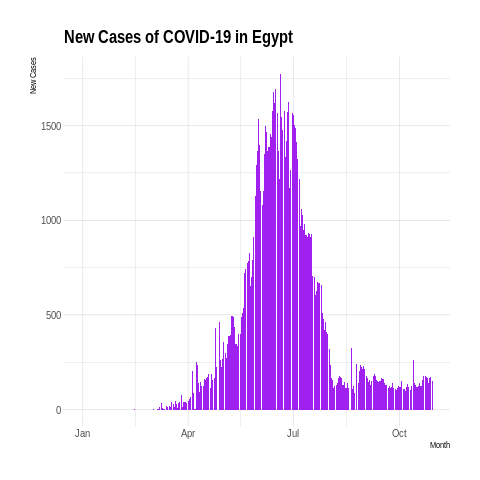 New Cases of COVID-19 in Egypt
New Cases
1500
1000
500
0
Jan Apr Jul Oct
Month